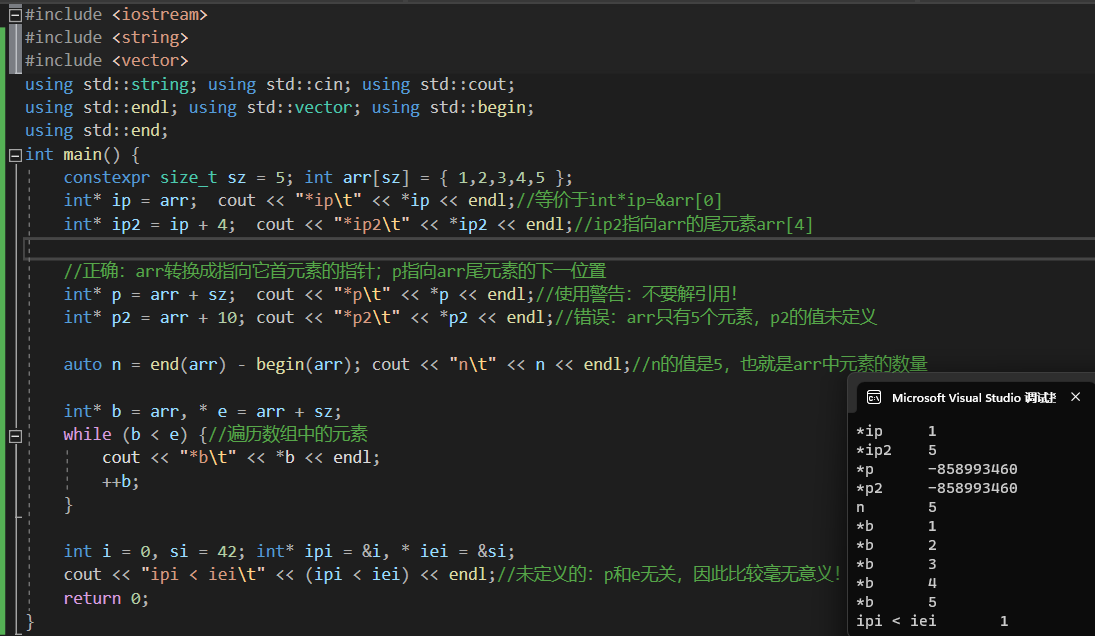 #include <iostream>
#include <string>
#include <vector>
using std::string; using std::cin; using std::cout;
using std::endl; using std::vector; using std::begin;
using std::end;
int main() {
constexpr size_t sz = 5; int arr[sz] = { 1,2,3,4,5 };
int* ip = arr;  cout << "*ip\t" << *ip << endl;//等价于int*ip=&arr[0]
int* ip2 = ip + 4;  cout << "*ip2\t" << *ip2 << endl;//ip2指向arr的尾元素arr[4]
//正确：arr转换成指向它首元素的指针；p指向arr尾元素的下一位置
int* p = arr + sz;  cout << "*p\t" << *p << endl;//使用警告：不要解引用！
int* p2 = arr + 10; cout << "*p2\t" << *p2 << endl;//错误：arr只有5个元素，p2的值未定义
auto n = end(arr) - begin(arr); cout << "n\t" << n << endl;//n的值是5，也就是arr中元素的数量
int* b = arr, * e = arr + sz;
while (b < e) {//遍历数组中的元素
cout << "*b\t" << *b << endl;
++b;
}
int i = 0, si = 42; int* ipi = &i, * iei = &si;
cout << "ipi < iei\t" << (ipi < iei) << endl;//未定义的：p和e无关，因此比较毫无意义！
return 0;
}
Microsoft Visual Studio 调试
*ip 1
*ip2 5
*p -858993460
*p2 -858993460
n 5
*b 1
*b 2
*b 3
*b 4
*b 5
ipi < iei 1